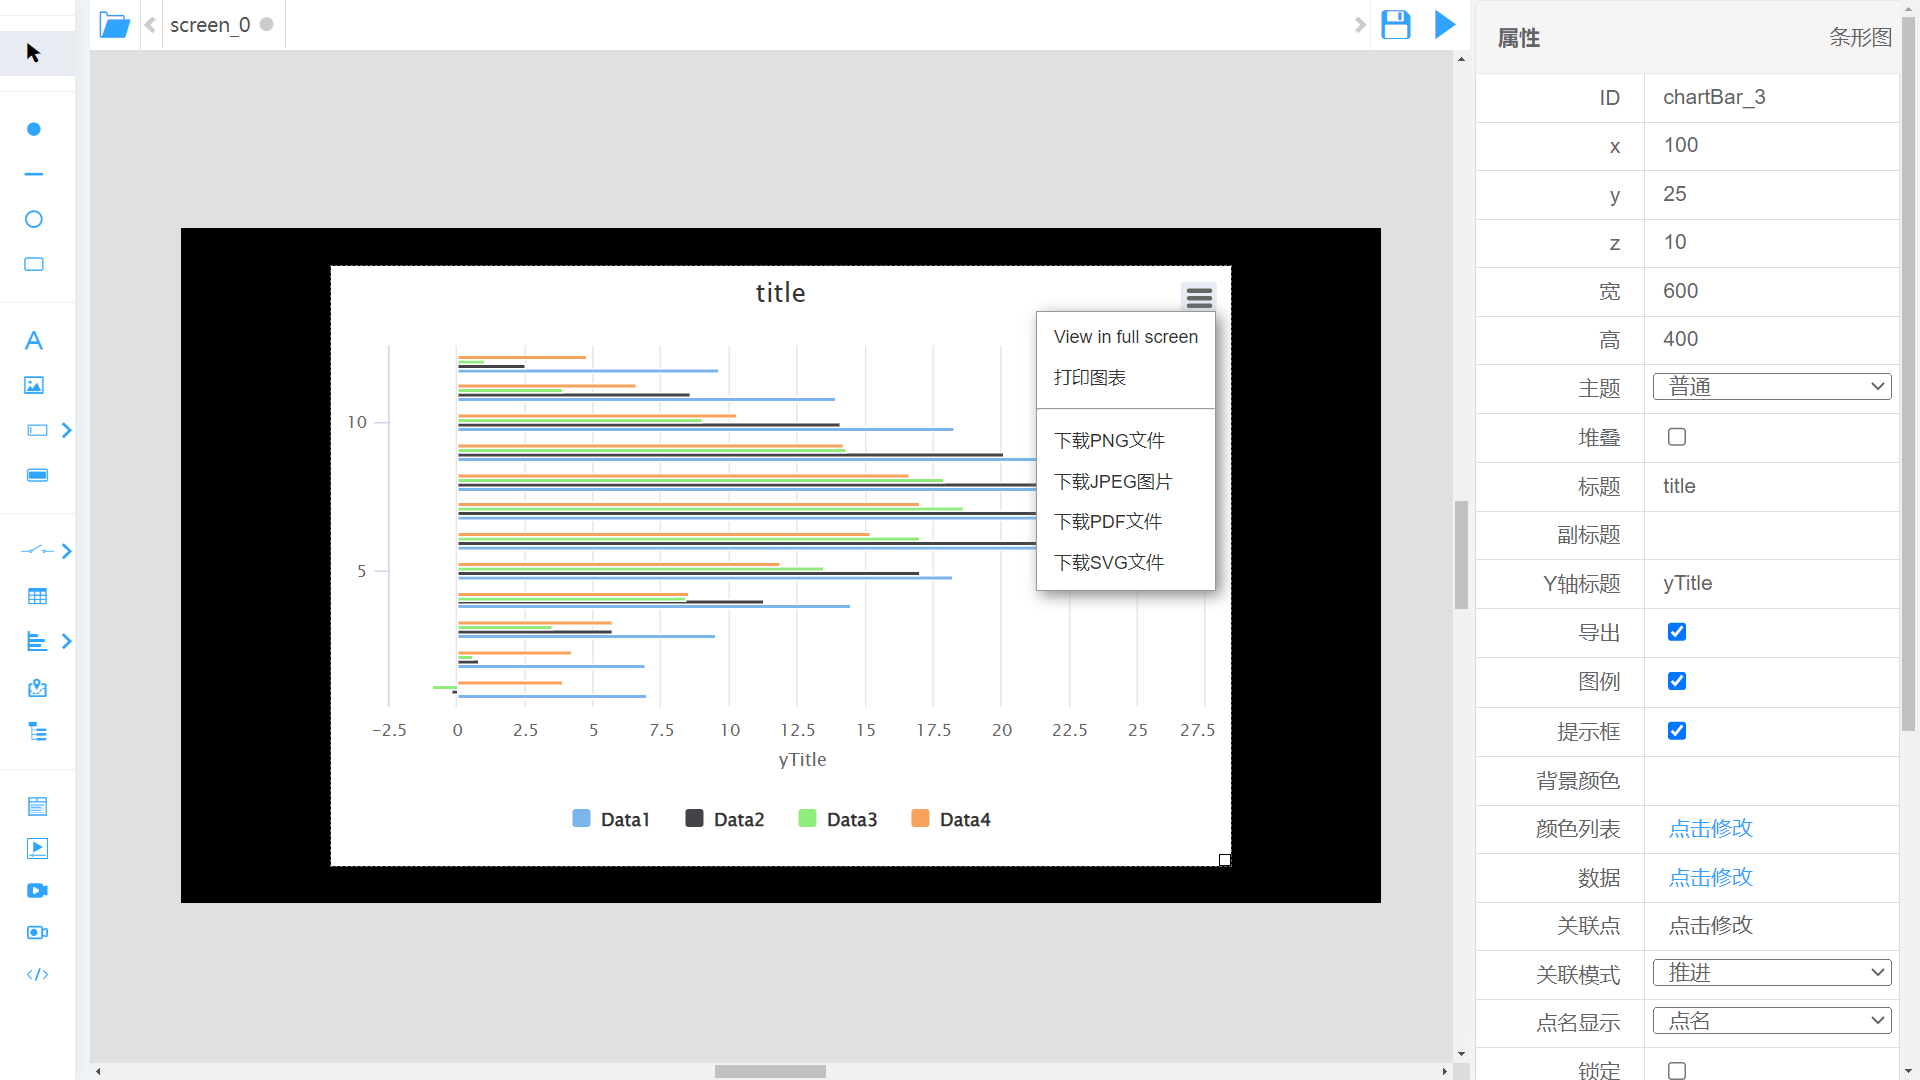 screen_0
title
10
5
−2.5 0 2.5 5 7.5 10 12.5 15 17.5 20 22.5 25 27.5
yTitle
Data1 Data2 Data3 Data4
View in full screen
打印图表
下载PNG文件
下载JPEG图片
下载PDF文件
下载SVG文件
属性 条形图
ID chartBar_3
x 100
y 25
z 10
宽 600
高 400
主题 普通
堆叠
标题 title
副标题
Y轴标题 yTitle
导出
图例
提示框
背景颜色
颜色列表 点击修改
数据 点击修改
关联点 点击修改
关联模式 推进
点名显示 点名
锁定